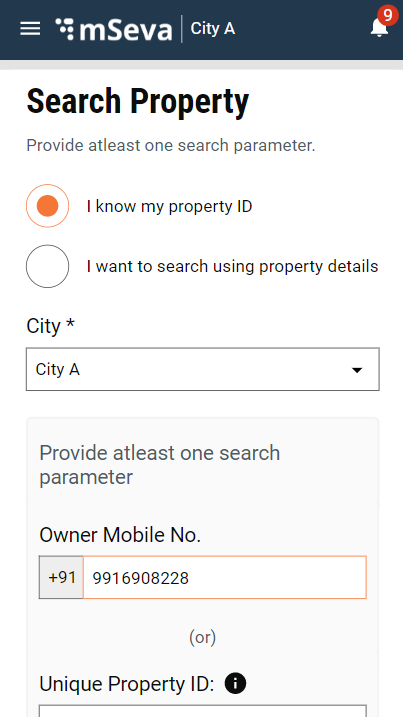 mSeva
City A
9
Search Property
Provide atleast one search parameter.
I know my property ID
I want to search using property details
City *
City A
Provide atleast one search
parameter
Owner Mobile No.
+91
9916908228
(or)
Unique Property ID: